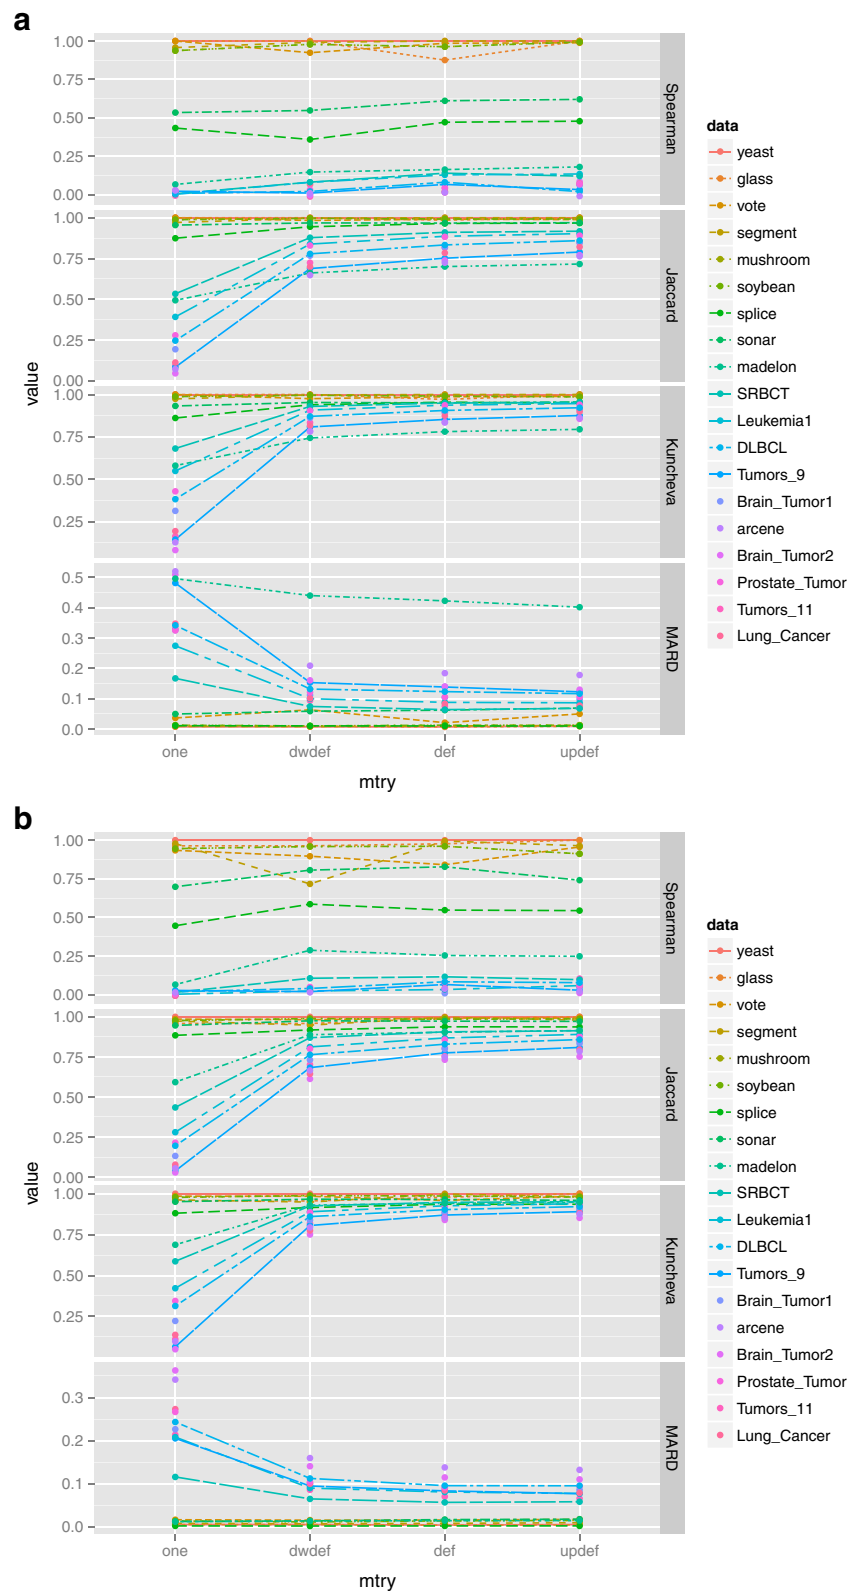 a
1.00
0.75
0.50
0.25
0.00
Spearman
1.00
0.75
0.50
0.25
0.00
Jaccard
1.00
0.75
0.50
0.25
Kuncheva
0.5
0.4
0.3
0.2
0.1
0.0
MARD
value
one dwdef def updef
mtry
data
yeast
glass
vote
segment
mushroom
soybean
splice
sonar
madelon
SRBCT
Leukemia1
DLBCL
Tumors_9
Brain_Tumor1
arcene
Brain_Tumor2
Prostate_Tumor
Tumors_11
Lung_Cancer
b
1.00
0.75
0.50
0.25
0.00
Spearman
1.00
0.75
0.50
0.25
0.00
Jaccard
1.00
0.75
0.50
0.25
Kuncheva
0.3
0.2
0.1
0.0
MARD
value
one dwdef def updef
mtry
data
yeast
glass
vote
segment
mushroom
soybean
splice
sonar
madelon
SRBCT
Leukemia1
DLBCL
Tumors_9
Brain_Tumor1
arcene
Brain_Tumor2
Prostate_Tumor
Tumors_11
Lung_Cancer